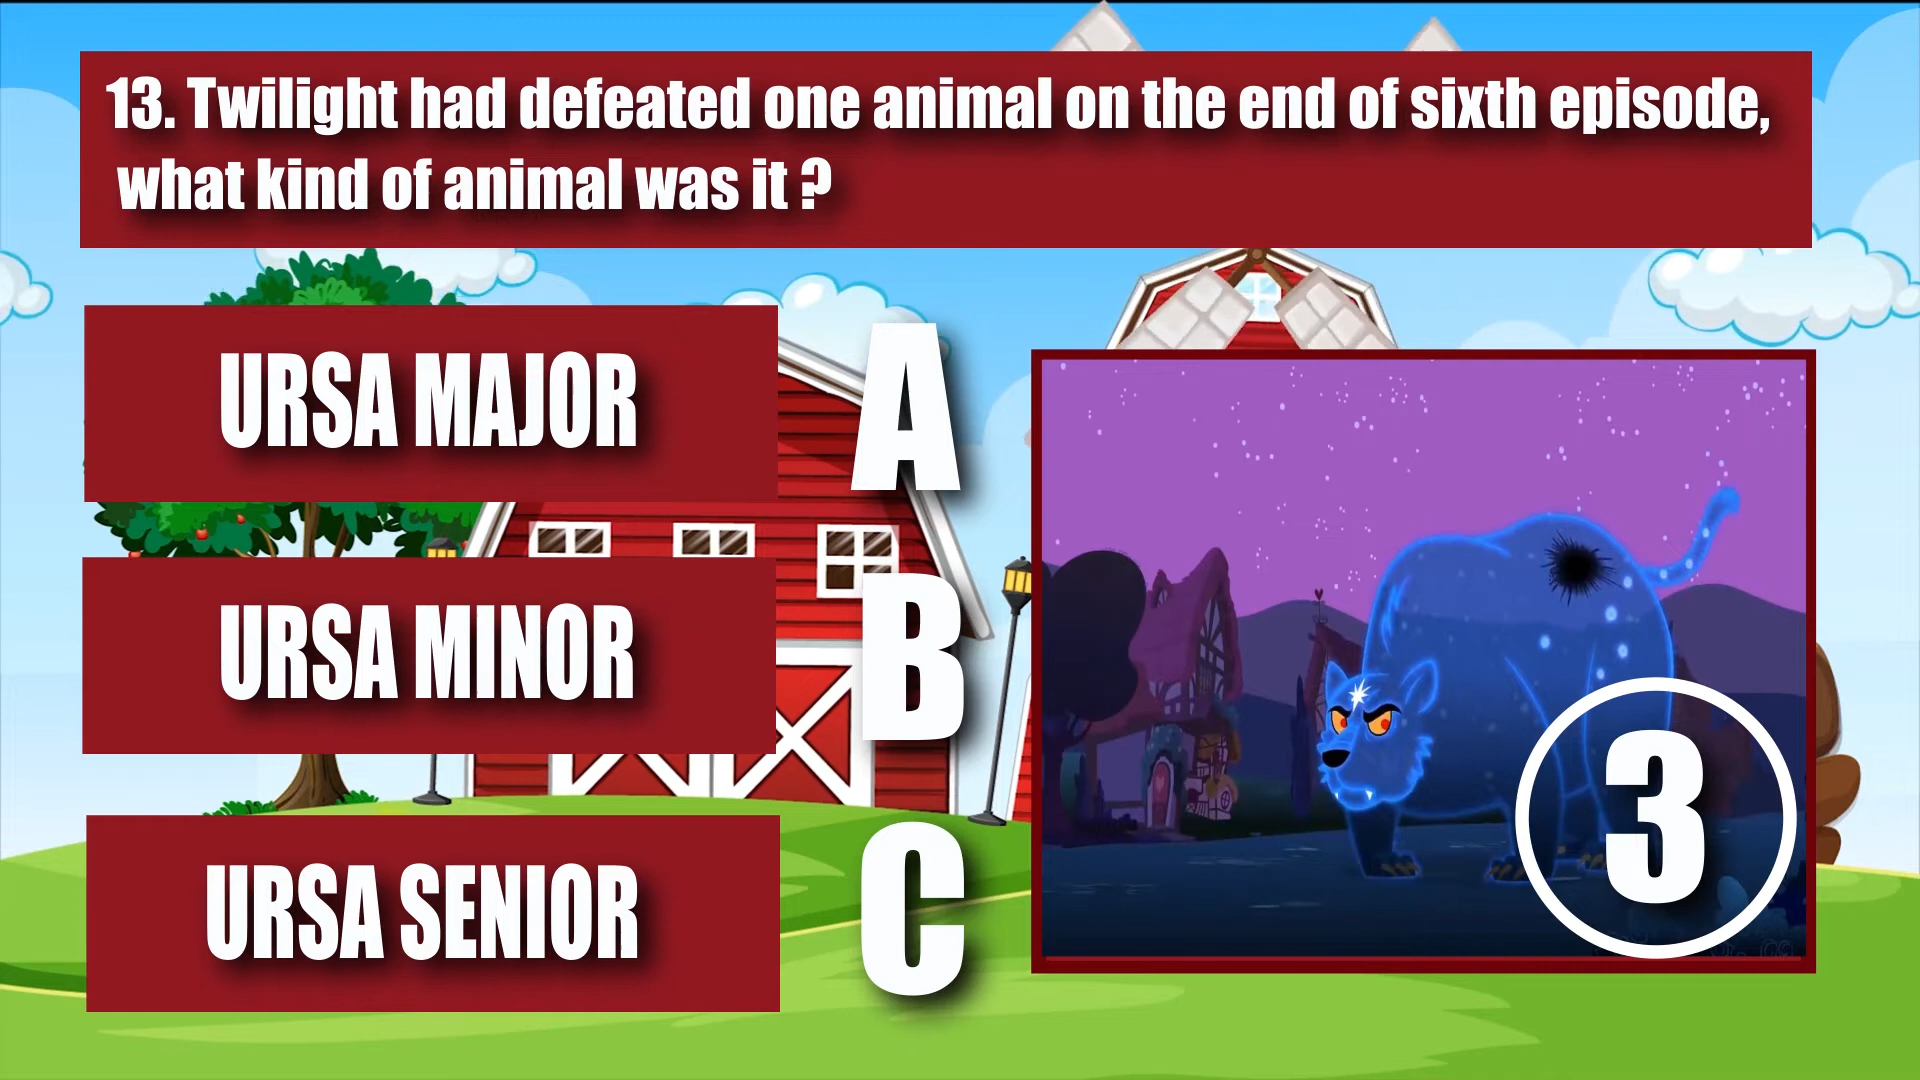 13. Twilight had defeated one animal on the end of sixth episode,
what kind of animal was it ?
URSA MAJOR
A
URSA MINOR
B
URSA SENIOR
C
3